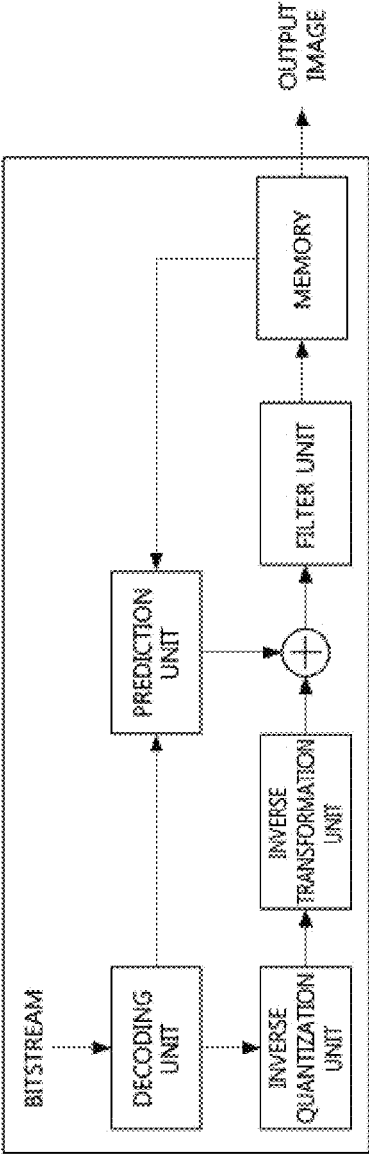 BITSTREAM
DECODING
UNIT
PREDICTION
UNIT
INVERSE
QUANTIZATION
UNIT
INVERSE
TRANSFORMATION
UNIT
FILTER UNIT
MEMORY
OUTPUT
IMAGE